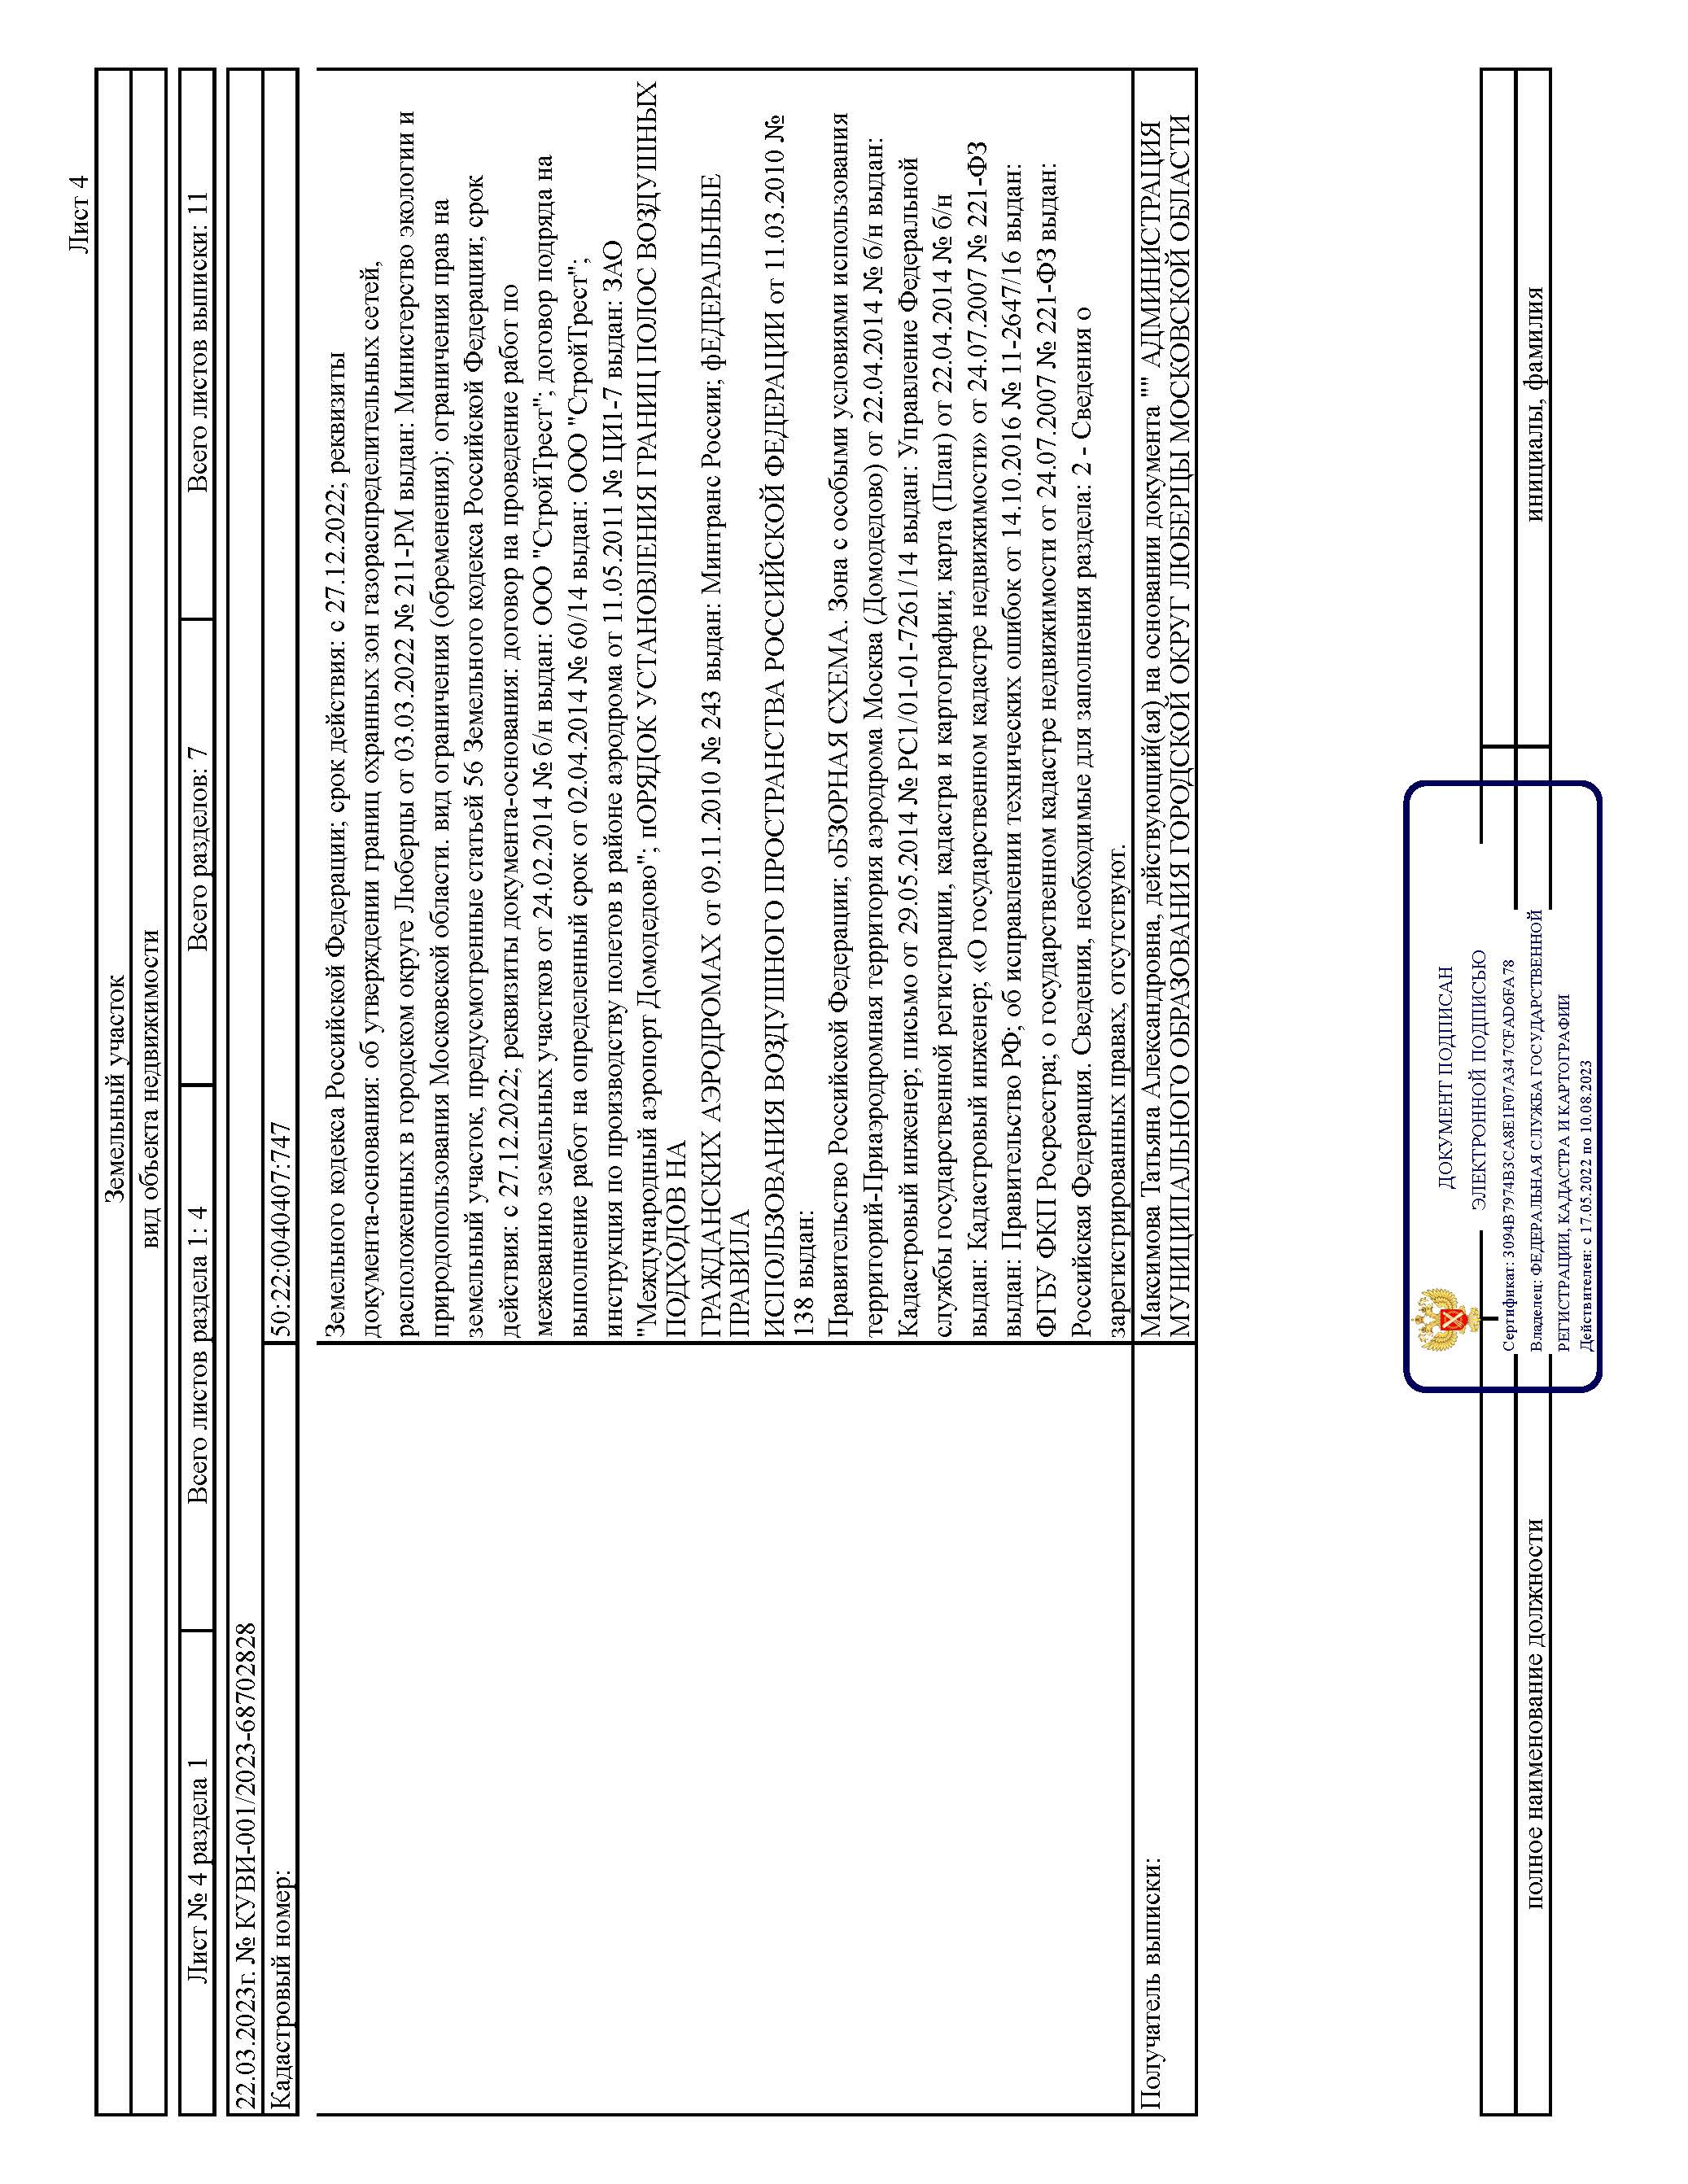 Лист 4
Земельный участок
вид объекта недвижимости
Лист № 4 раздела 1
Всего листов раздела 1: 4
Всего разделов: 7
Всего листов выписки: 11
22.03.2023г. № КУВИ-001/2023-68702828
Кадастровый номер:
50:22:0040407:747
Земельного кодекса Российской Федерации; срок действия: с 27.12.2022; реквизиты
документа-основания: об утверждении границ охранных зон газораспределительных сетей,
расположенных в городском округе Люберцы от 03.03.2022 № 211-РМ выдан: Министерство экологии и
природопользования Московской области. вид ограничения (обременения): ограничения прав на
земельный участок, предусмотренные статьей 56 Земельного кодекса Российской Федерации; срок
действия: с 27.12.2022; реквизиты документа-основания: договор на проведение работ по
межеванию земельных участков от 24.02.2014 № б/н выдан: ООО "СтройТрест"; договор подряда на
выполнение работ на определенный срок от 02.04.2014 № 60/14 выдан: ООО "СтройТрест";
инструкция по производству полетов в районе аэродрома от 11.05.2011 № ЦИ1-7 выдан: ЗАО
"Международный аэропорт Домодедово"; пОРЯДОК УСТАНОВЛЕНИЯ ГРАНИЦ ПОЛОС ВОЗДУШНЫХ
ПОДХОДОВ НА
ГРАЖДАНСКИХ АЭРОДРОМАХ от 09.11.2010 № 243 выдан: Минтранс России; фЕДЕРАЛЬНЫЕ
ПРАВИЛА
ИСПОЛЬЗОВАНИЯ ВОЗДУШНОГО ПРОСТРАНСТВА РОССИЙСКОЙ ФЕДЕРАЦИИ от 11.03.2010 №
138 выдан:
Правительство Российской Федерации; оБЗОРНАЯ СХЕМА. Зона с особыми условиями использования
территорий-Приаэродромная территория аэродрома Москва (Домодедово) от 22.04.2014 № б/н выдан:
Кадастровый инженер; письмо от 29.05.2014 № РС1/01-01-7261/14 выдан: Управление Федеральной
службы государственной регистрации, кадастра и картографии; карта (План) от 22.04.2014 № б/н
выдан: Кадастровый инженер; «О государственном кадастре недвижимости» от 24.07.2007 № 221-ФЗ
выдан: Правительство РФ; об исправлении технических ошибок от 14.10.2016 № 11-2647/16 выдан:
ФГБУ ФКП Росреестра; о государственном кадастре недвижимости от 24.07.2007 № 221-ФЗ выдан:
Российская Федерация. Сведения, необходимые для заполнения раздела: 2 - Сведения о
зарегистрированных правах, отсутствуют.
Получатель выписки:
Максимова Татьяна Александровна, действующий(ая) на основании документа "" АДМИНИСТРАЦИЯ
МУНИЦИПАЛЬНОГО ОБРАЗОВАНИЯ ГОРОДСКОЙ ОКРУГ ЛЮБЕРЦЫ МОСКОВСКОЙ ОБЛАСТИ
ДОКУМЕНТ ПОДПИСАН
ЭЛЕКТРОННОЙ ПОДПИСЬЮ
Сертификат: 3094B7974B3CA8E1F07A347CFAD6FA78
Владелец: ФЕДЕРАЛЬНАЯ СЛУЖБА ГОСУДАРСТВЕННОЙ
РЕГИСТРАЦИИ, КАДАСТРА И КАРТОГРАФИИ
Действителен: с 17.05.2022 по 10.08.2023
полное наименование должности
инициалы, фамилия